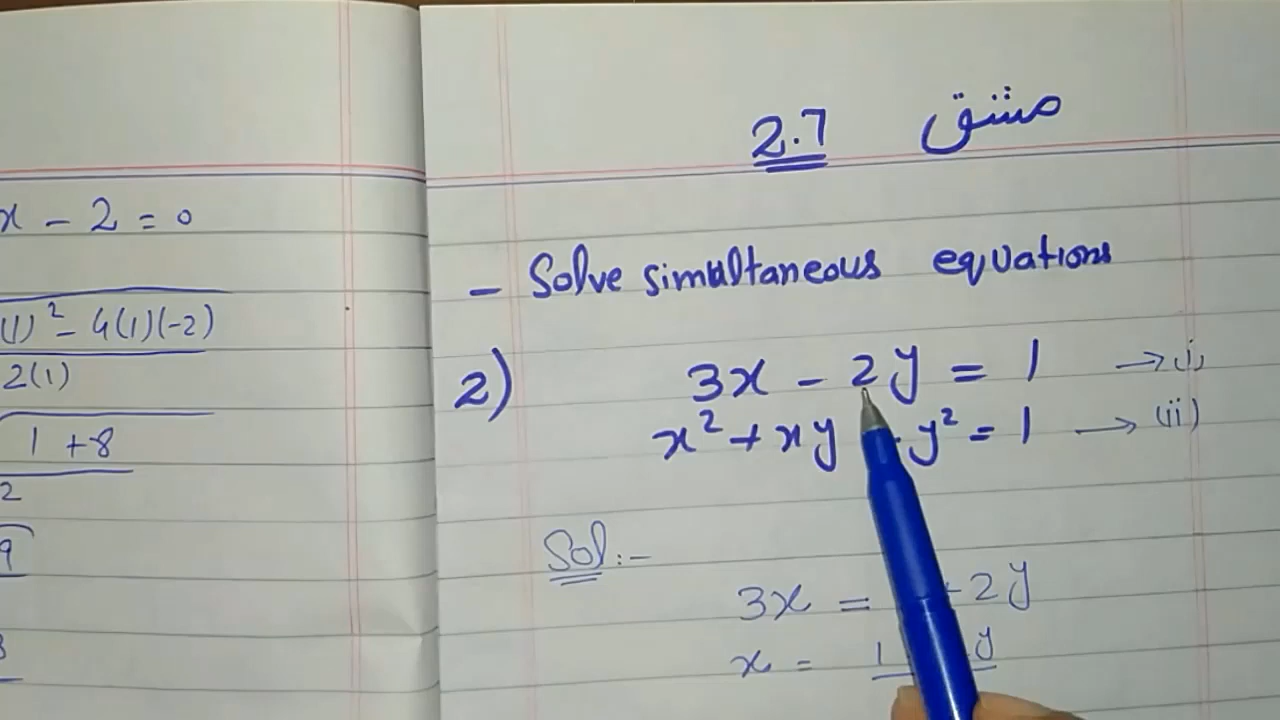 x - 2 = 0
(1)² - 4(1)(-2)
2(1)
1 + 8
2
9
2.7 مشق
- Solve simultaneous equations
2) 3x - 2y = 1 → (i)
x² + xy - y² = 1 → (ii)
Sol:-
3x = 2y
x = 1 y